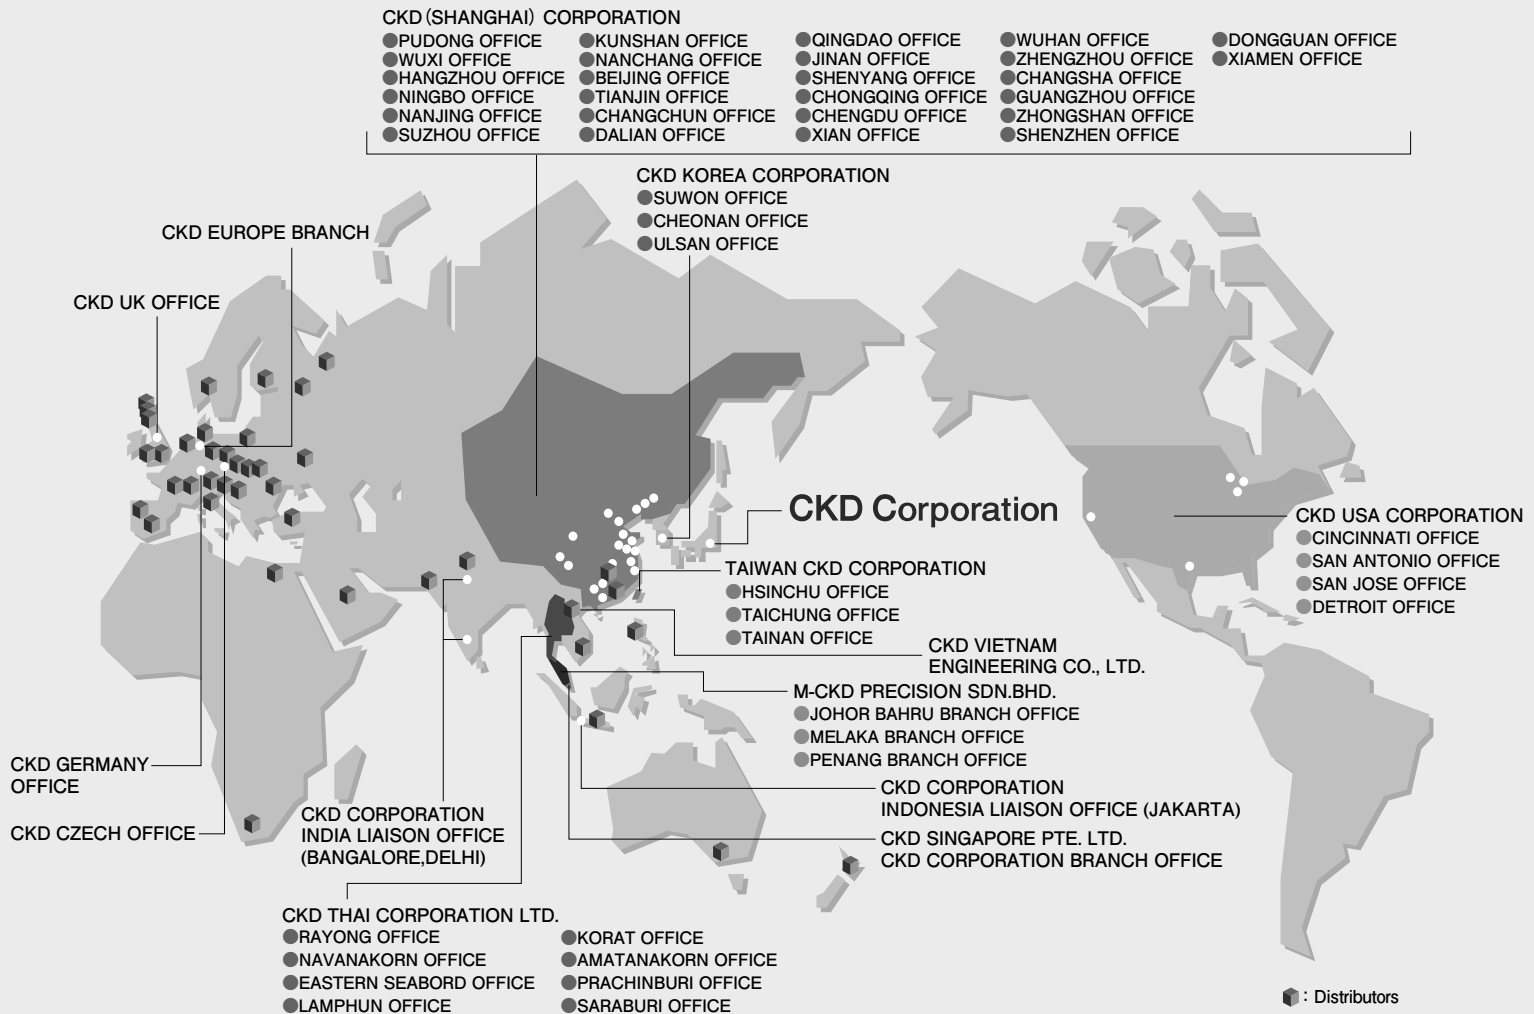 CKD(SHANGHAI) CORPORATION
●PUDONG OFFICE
●WUXI OFFICE
●HANGZHOU OFFICE
●NINGBO OFFICE
●NANJING OFFICE
●SUZHOU OFFICE
●KUNSHAN OFFICE
●NANCHANG OFFICE
●BEIJING OFFICE
●TIANJIN OFFICE
●CHANGCHUN OFFICE
●DALIAN OFFICE
●QINGDAO OFFICE
●JINAN OFFICE
●SHENYANG OFFICE
●CHONGQING OFFICE
●CHENGDU OFFICE
●XIAN OFFICE
●WUHAN OFFICE
●ZHENGZHOU OFFICE
●CHANGSHA OFFICE
●GUANGZHOU OFFICE
●ZHONGSHAN OFFICE
●SHENZHEN OFFICE
●DONGGUAN OFFICE
●XIAMEN OFFICE
CKD KOREA CORPORATION
●SUWON OFFICE
●CHEONAN OFFICE
●ULSAN OFFICE
CKD EUROPE BRANCH
CKD UK OFFICE
CKD Corporation
CKD USA CORPORATION
●CINCINNATI OFFICE
●SAN ANTONIO OFFICE
●SAN JOSE OFFICE
●DETROIT OFFICE
TAIWAN CKD CORPORATION
●HSINCHU OFFICE
●TAICHUNG OFFICE
●TAINAN OFFICE
CKD VIETNAM
ENGINEERING CO., LTD.
M-CKD PRECISION SDN.BHD.
●JOHOR BAHRU BRANCH OFFICE
●MELAKA BRANCH OFFICE
●PENANG BRANCH OFFICE
CKD GERMANY
OFFICE
CKD CZECH OFFICE
CKD CORPORATION
INDIA LIAISON OFFICE
(BANGALORE,DELHI)
CKD CORPORATION
INDONESIA LIAISON OFFICE (JAKARTA)
CKD SINGAPORE PTE. LTD.
CKD CORPORATION BRANCH OFFICE
CKD THAI CORPORATION LTD.
●RAYONG OFFICE
●NAVANAKORN OFFICE
●EASTERN SEABORD OFFICE
●LAMPHUN OFFICE
●KORAT OFFICE
●AMATANAKORN OFFICE
●PRACHINBURI OFFICE
●SARABURI OFFICE
: Distributors